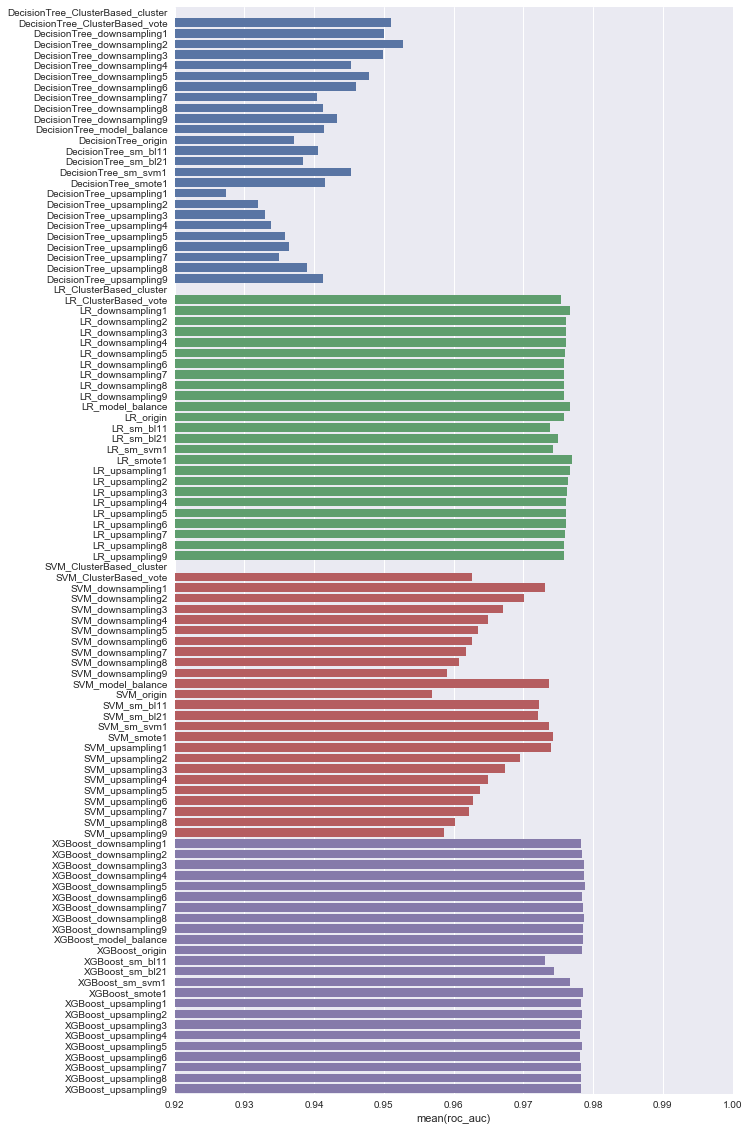 DecisionTree_ClusterBased_cluster
DecisionTree_ClusterBased_vote
DecisionTree_downsampling1
DecisionTree_downsampling2
DecisionTree_downsampling3
DecisionTree_downsampling4
DecisionTree_downsampling5
DecisionTree_downsampling6
DecisionTree_downsampling7
DecisionTree_downsampling8
DecisionTree_downsampling9
DecisionTree_model_balance
DecisionTree_origin
DecisionTree_sm_bl11
DecisionTree_sm_bl21
DecisionTree_sm_svm1
DecisionTree_smote1
DecisionTree_upsampling1
DecisionTree_upsampling2
DecisionTree_upsampling3
DecisionTree_upsampling4
DecisionTree_upsampling5
DecisionTree_upsampling6
DecisionTree_upsampling7
DecisionTree_upsampling8
DecisionTree_upsampling9
LR_ClusterBased_cluster
LR_ClusterBased_vote
LR_downsampling1
LR_downsampling2
LR_downsampling3
LR_downsampling4
LR_downsampling5
LR_downsampling6
LR_downsampling7
LR_downsampling8
LR_downsampling9
LR_model_balance
LR_origin
LR_sm_bl11
LR_sm_bl21
LR_sm_svm1
LR_smote1
LR_upsampling1
LR_upsampling2
LR_upsampling3
LR_upsampling4
LR_upsampling5
LR_upsampling6
LR_upsampling7
LR_upsampling8
LR_upsampling9
SVM_ClusterBased_cluster
SVM_ClusterBased_vote
SVM_downsampling1
SVM_downsampling2
SVM_downsampling3
SVM_downsampling4
SVM_downsampling5
SVM_downsampling6
SVM_downsampling7
SVM_downsampling8
SVM_downsampling9
SVM_model_balance
SVM_origin
SVM_sm_bl11
SVM_sm_bl21
SVM_sm_svm1
SVM_smote1
SVM_upsampling1
SVM_upsampling2
SVM_upsampling3
SVM_upsampling4
SVM_upsampling5
SVM_upsampling6
SVM_upsampling7
SVM_upsampling8
SVM_upsampling9
XGBoost_downsampling1
XGBoost_downsampling2
XGBoost_downsampling3
XGBoost_downsampling4
XGBoost_downsampling5
XGBoost_downsampling6
XGBoost_downsampling7
XGBoost_downsampling8
XGBoost_downsampling9
XGBoost_model_balance
XGBoost_origin
XGBoost_sm_bl11
XGBoost_sm_bl21
XGBoost_sm_svm1
XGBoost_smote1
XGBoost_upsampling1
XGBoost_upsampling2
XGBoost_upsampling3
XGBoost_upsampling4
XGBoost_upsampling5
XGBoost_upsampling6
XGBoost_upsampling7
XGBoost_upsampling8
XGBoost_upsampling9
0.92 0.93 0.94 0.95 0.96 0.97 0.98 0.99 1.00
mean(roc_auc)